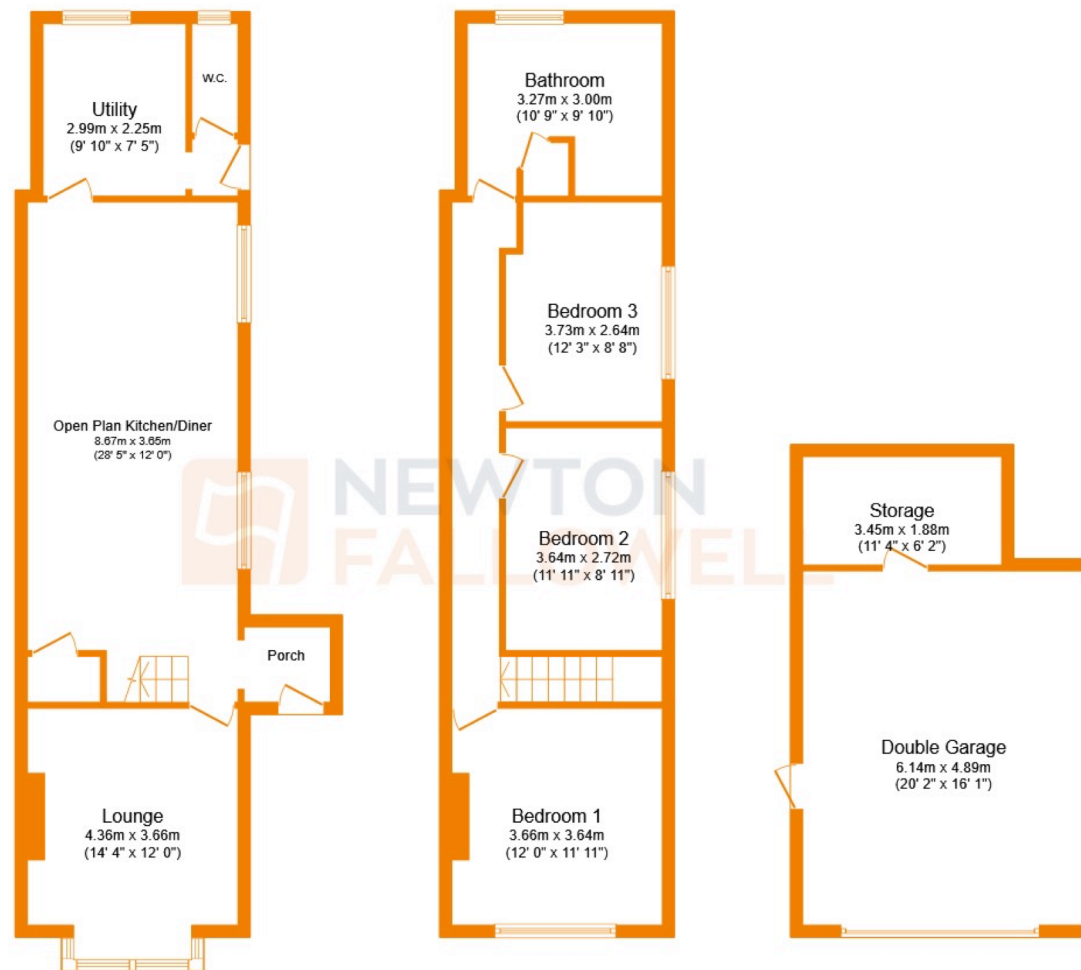 Utility
2.99m x 2.25m
(9' 10" x 7' 5")
W.C.
Open Plan Kitchen/Diner
8.67m x 3.65m
(28' 5" x 12' 0")
Porch
Lounge
4.36m x 3.66m
(14' 4" x 12' 0")
Bathroom
3.27m x 3.00m
(10' 9" x 9' 10")
Bedroom 3
3.73m x 2.64m
(12' 3" x 8' 8")
Bedroom 2
3.64m x 2.72m
(11' 11" x 8' 11")
Bedroom 1
3.66m x 3.64m
(12' 0" x 11' 11")
Storage
3.45m x 1.88m
(11' 4" x 6' 2")
Double Garage
6.14m x 4.89m
(20' 2" x 16' 1")
NEWTON
FALLOWELL